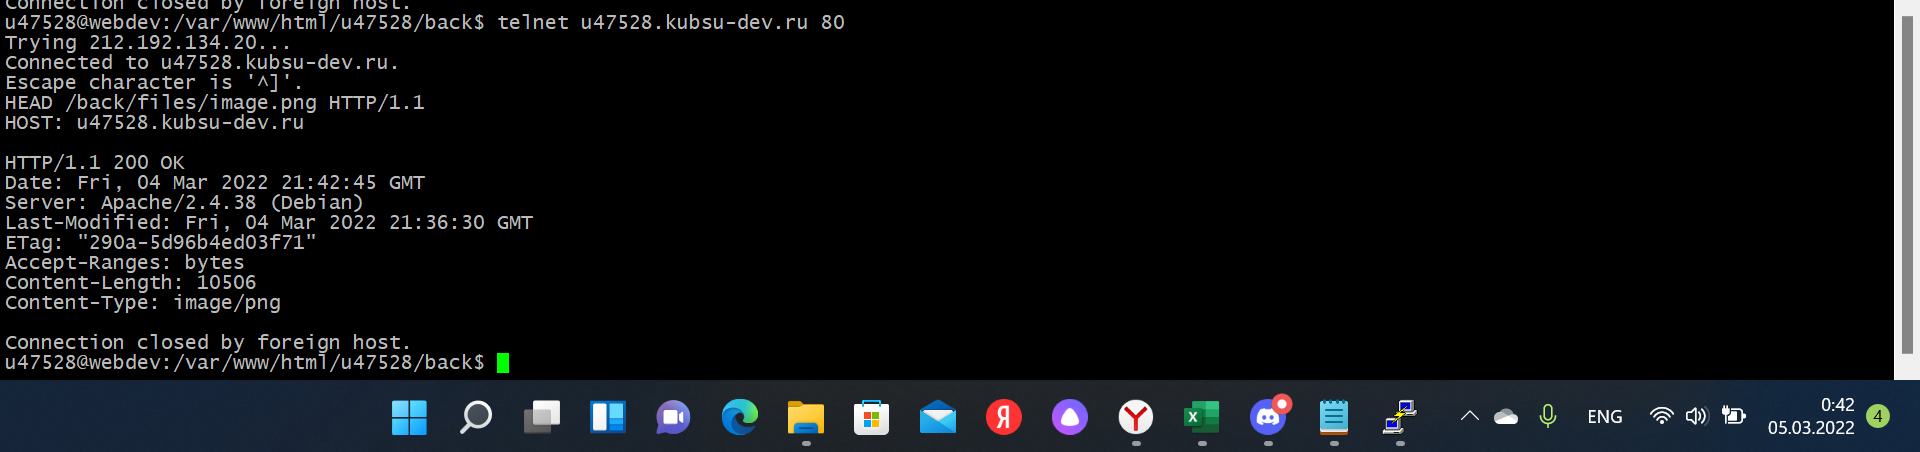 Connection closed by foreign host.
u47528@webdev:/var/www/html/u47528/back$ telnet u47528.kubsu-dev.ru 80
Trying 212.192.134.20...
Connected to u47528.kubsu-dev.ru.
Escape character is '^]'.
HEAD /back/files/image.png HTTP/1.1
HOST: u47528.kubsu-dev.ru
HTTP/1.1 200 OK
Date: Fri, 04 Mar 2022 21:42:45 GMT
Server: Apache/2.4.38 (Debian)
Last-Modified: Fri, 04 Mar 2022 21:36:30 GMT
ETag: "290a-5d96b4ed03f71"
Accept-Ranges: bytes
Content-Length: 10506
Content-Type: image/png
Connection closed by foreign host.
u47528@webdev:/var/www/html/u47528/back$
Я
X
ENG
0:42
05.03.2022
4